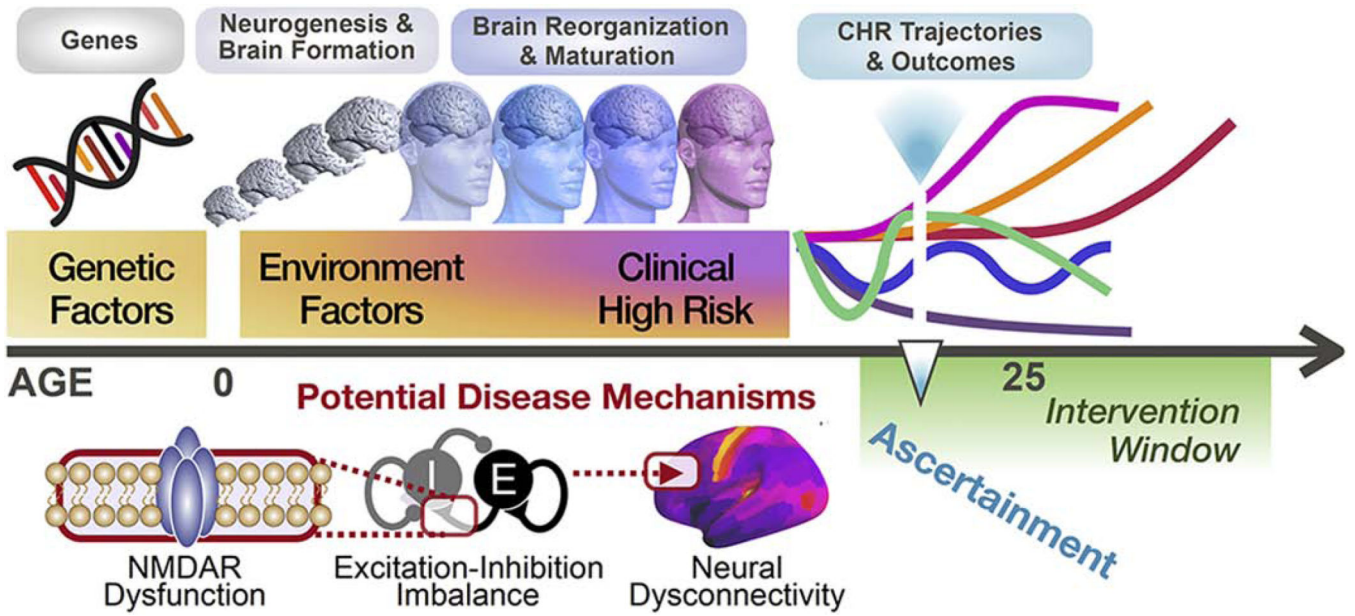 Genes
Neurogenesis &
Brain Formation
Brain Reorganization
& Maturation
CHR Trajectories
& Outcomes
Genetic
Factors
Environment
Factors
Clinical
High Risk
AGE
0
25
Potential Disease Mechanisms
Intervention
Window
Ascertainment
I
E
NMDAR
Dysfunction
Excitation-Inhibition
Imbalance
Neural
Dysconnectivity